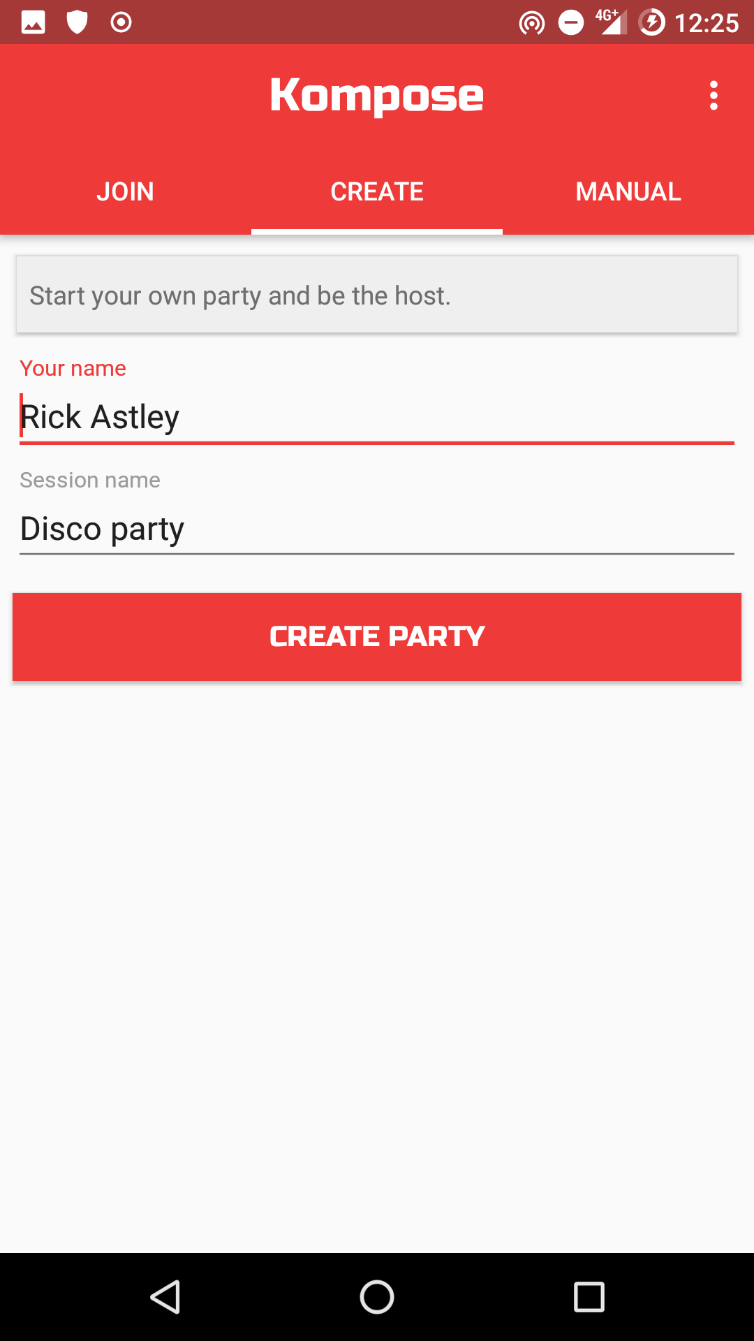 4G+ 12:25
Kompose
JOIN CREATE MANUAL
Start your own party and be the host.
Your name
Rick Astley
Session name
Disco party
CREATE PARTY